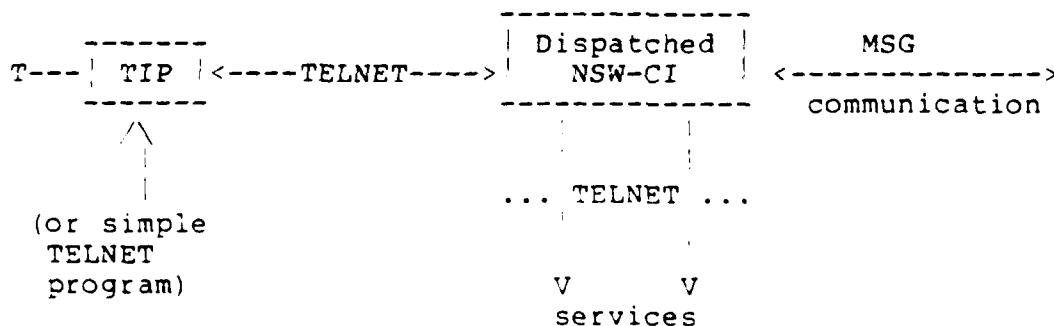 Dispatched MSG
T--- TIP <----TELNET----> NSW-CI <------------->
communication
... TELNET ...
(or simple
TELNET
program)
V V
services